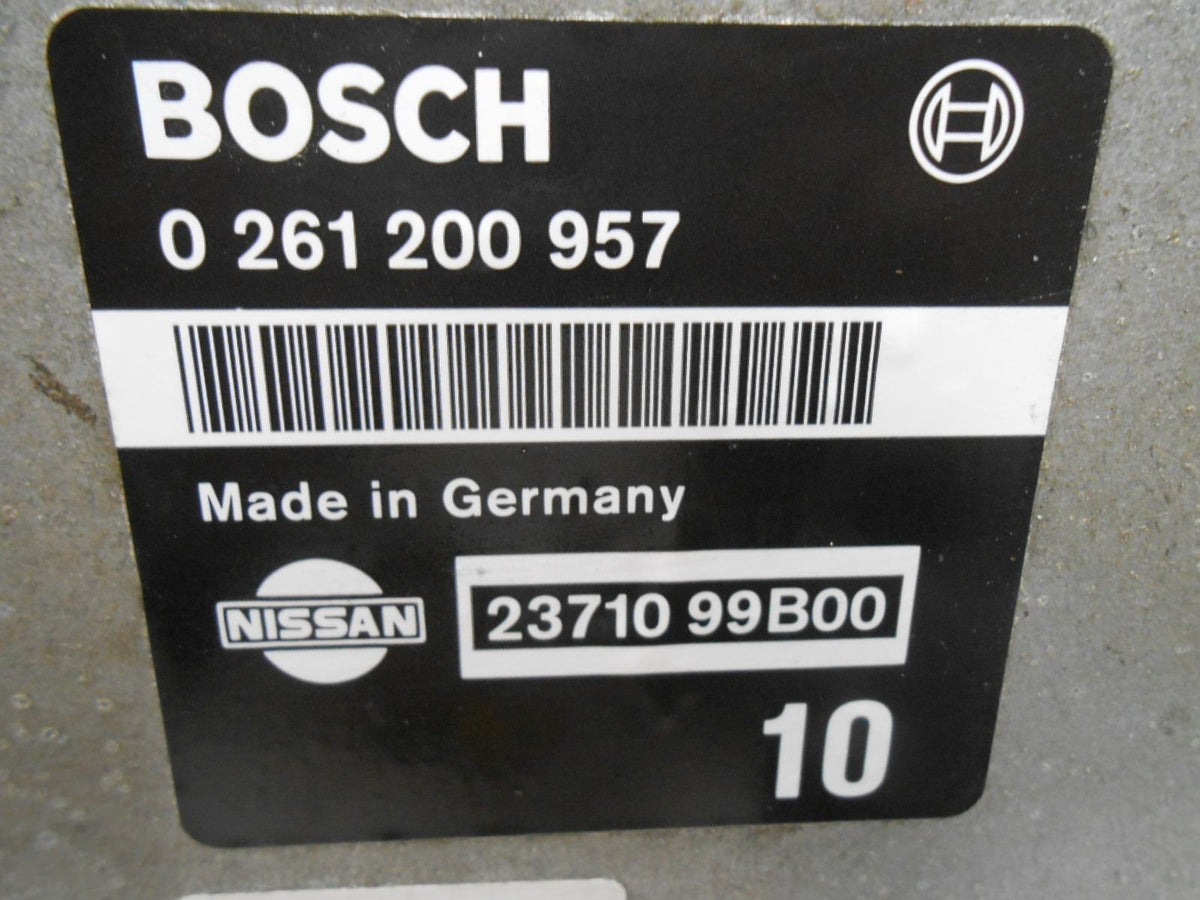 BOSCH
0 261 200 957
Made in Germany
NISSAN
23710 99B00
10